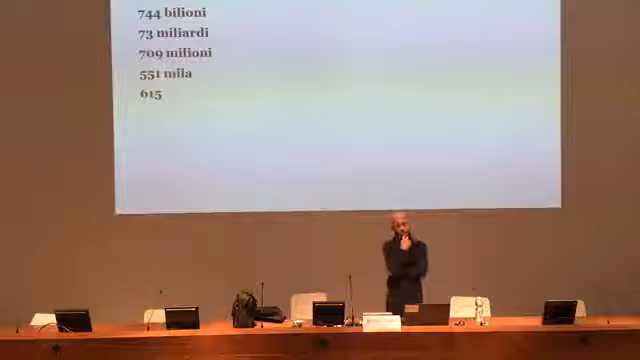 744 bilioni
73 miliardi
709 milioni
551 mila
615